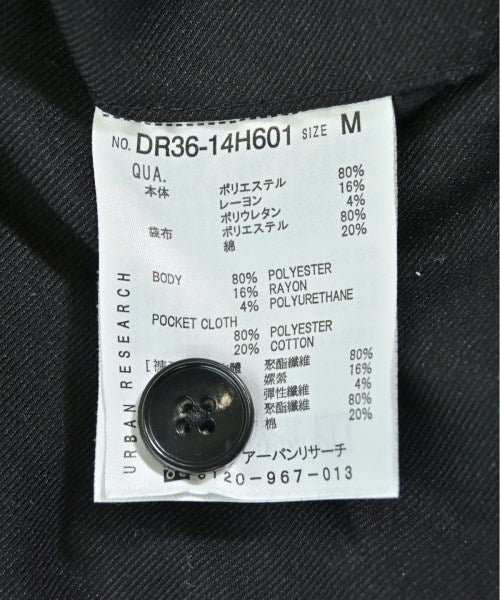 NO. DR36-14H601 SIZE M
QUA.
本体 ポリエステル 80%
レーヨン 16%
ポリウレタン 4%
袋布 ポリエステル 80%
綿 20%
BODY 80% POLYESTER
16% RAYON
4% POLYURETHANE
POCKET CLOTH
80% POLYESTER
20% COTTON
體 聚酯纖維 80%
嫘縈 16%
彈性纖維 4%
聚酯纖維 80%
棉 20%
アーバンリサーチ
0120-967-013
URBAN RESEARCH